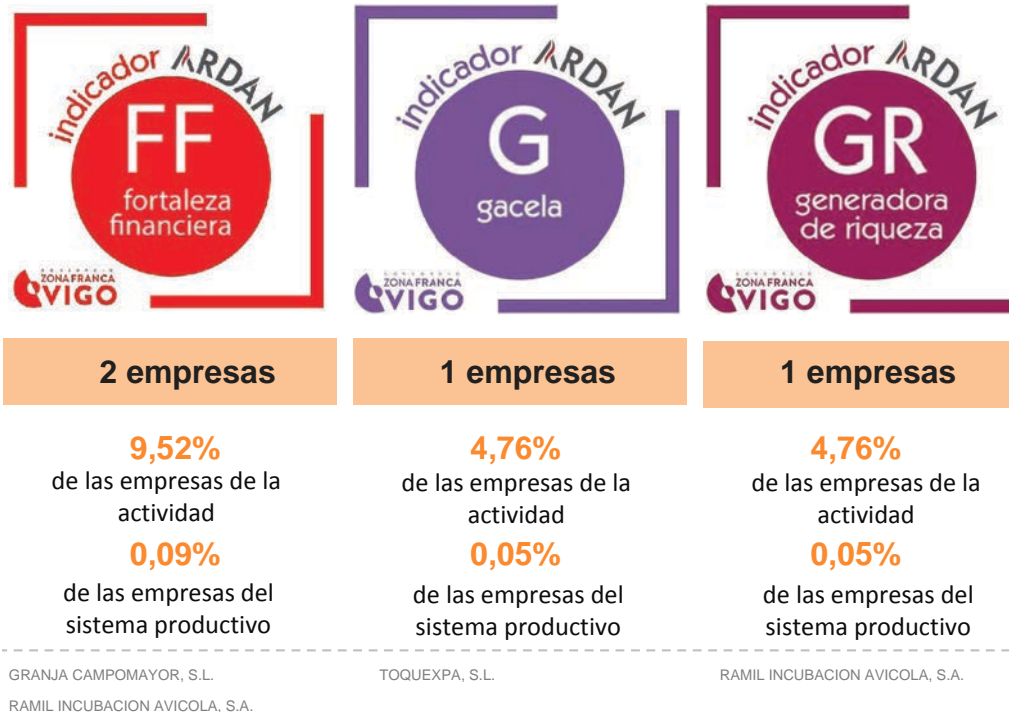 indicador ARDAN
FF
fortaleza
financiera
CONSORCIO
ZONA FRANCA
VIGO
2 empresas
9,52%
de las empresas de la
actividad
0,09%
de las empresas del
sistema productivo
GRANJA CAMPOMAYOR, S.L.
RAMIL INCUBACION AVICOLA, S.A.
indicador ARDAN
G
gacela
CONSORCIO
ZONA FRANCA
VIGO
1 empresas
4,76%
de las empresas de la
actividad
0,05%
de las empresas del
sistema productivo
TOQUEXPA, S.L.
indicador ARDAN
GR
generadora
de riqueza
CONSORCIO
ZONA FRANCA
VIGO
1 empresas
4,76%
de las empresas de la
actividad
0,05%
de las empresas del
sistema productivo
RAMIL INCUBACION AVICOLA, S.A.